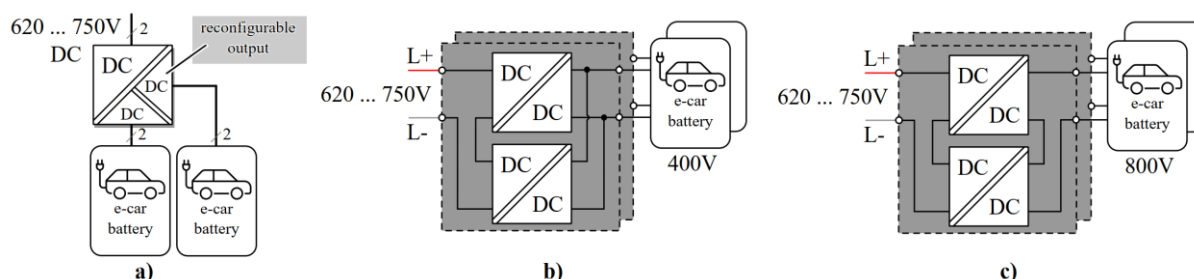 620 ... 750V
2
DC
reconfigurable
output
DC
DC
DC
2
2
e-car
battery
e-car
battery
a)
L+
620 ... 750V
L-
DC
DC
DC
DC
e-car
battery
400V
b)
L+
620 ... 750V
L-
DC
DC
DC
DC
e-car
battery
800V
c)